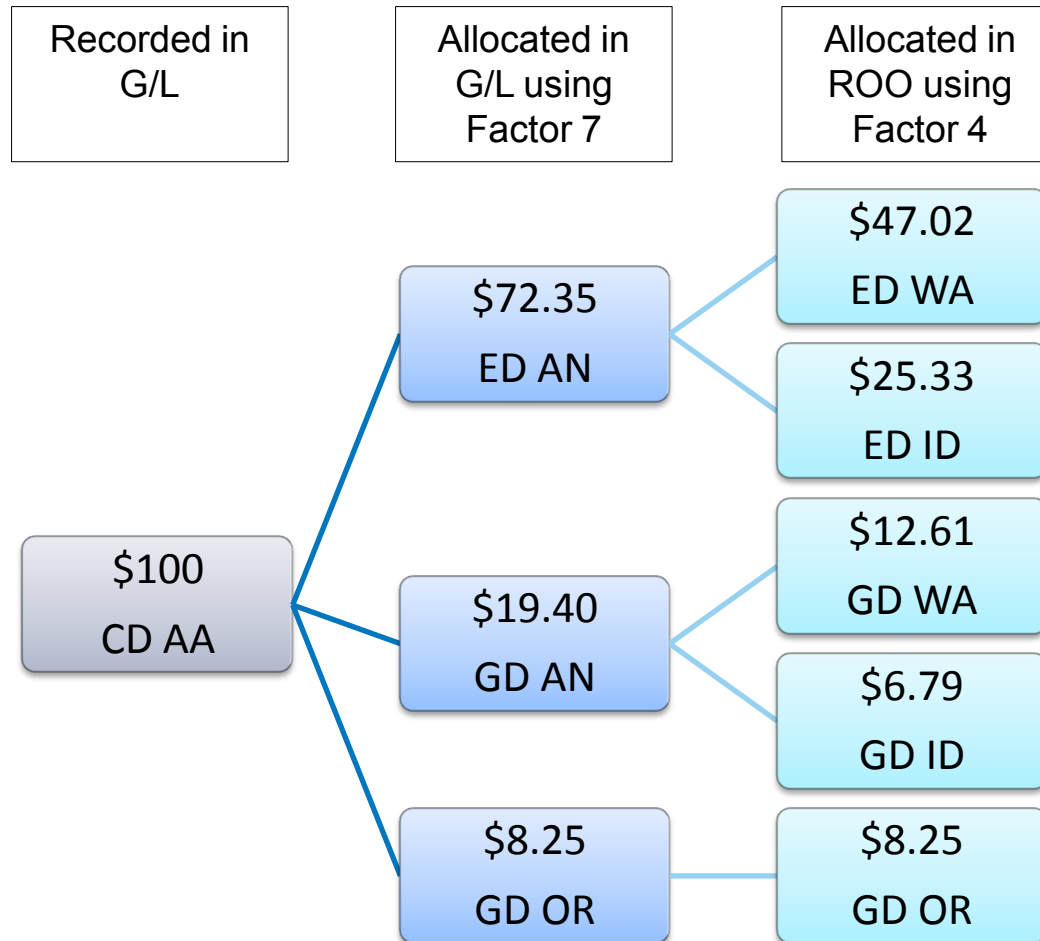 Recorded in
G/L
Allocated in
G/L using
Factor 7
Allocated in
ROO using
Factor 4
$100
CD AA
$72.35
ED AN
$19.40
GD AN
$8.25
GD OR
$47.02
ED WA
$25.33
ED ID
$12.61
GD WA
$6.79
GD ID
$8.25
GD OR